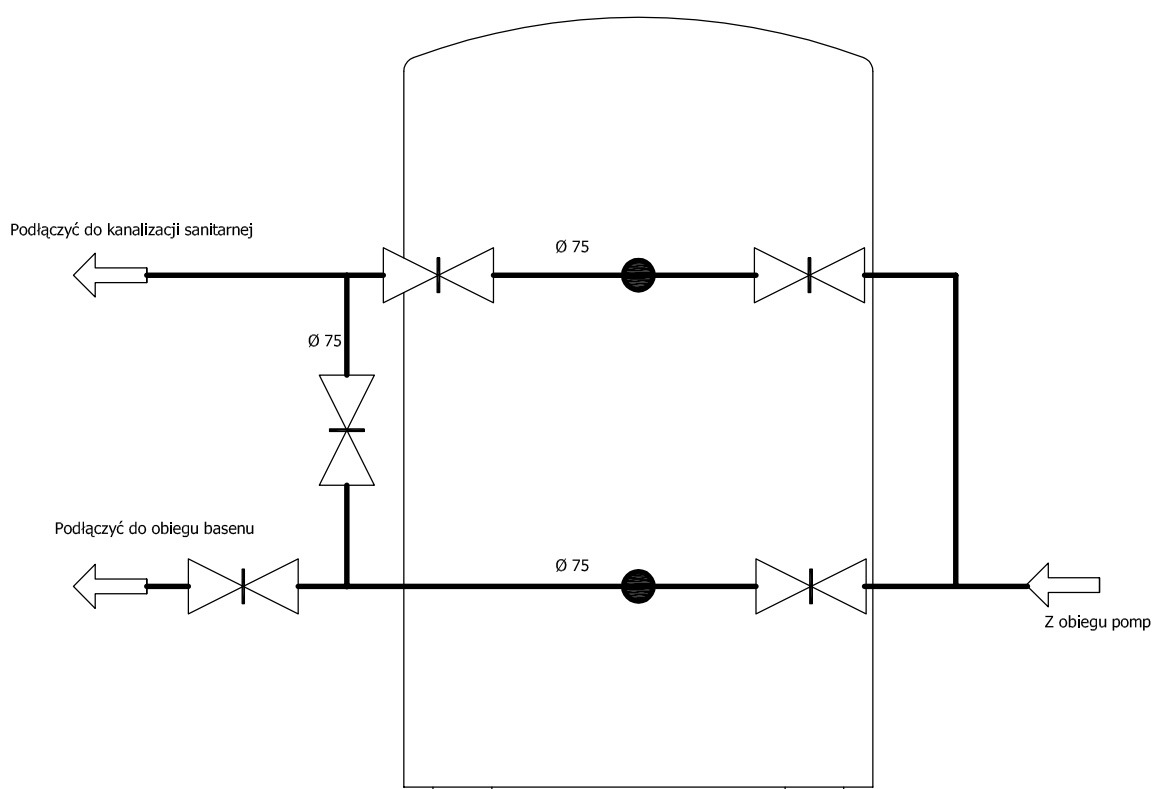 Podłączyć do kanalizacji sanitarnej
Ø 75
Ø 75
Podłączyć do obiegu basenu
Ø 75
Z obiegu pomp